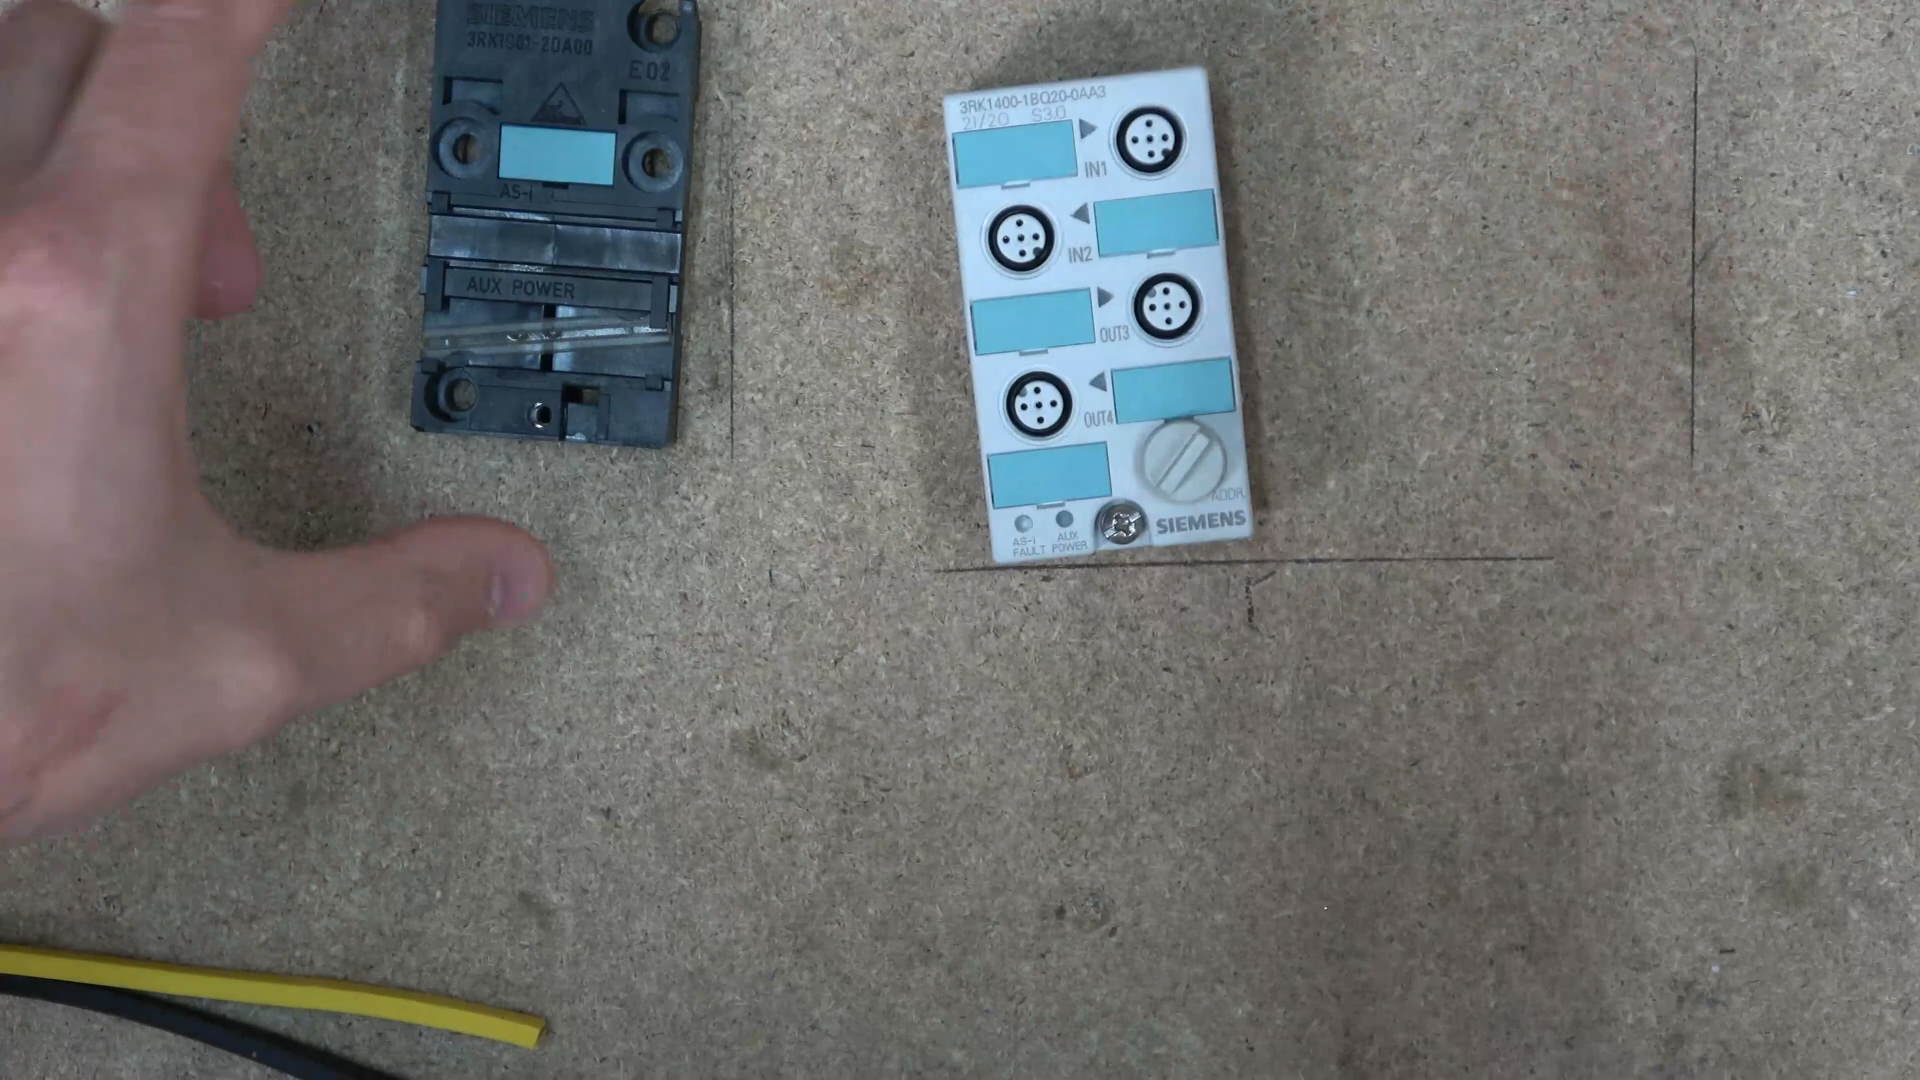 SIEMENS
3RK1901-2DA00
E02
AS-i
AUX POWER
3RK1400-1BQ20-0AA3
2I/2O S3.0
IN1
IN2
OUT3
OUT4
ADDR
SIEMENS
AS-i
FAULT
AUX
POWER